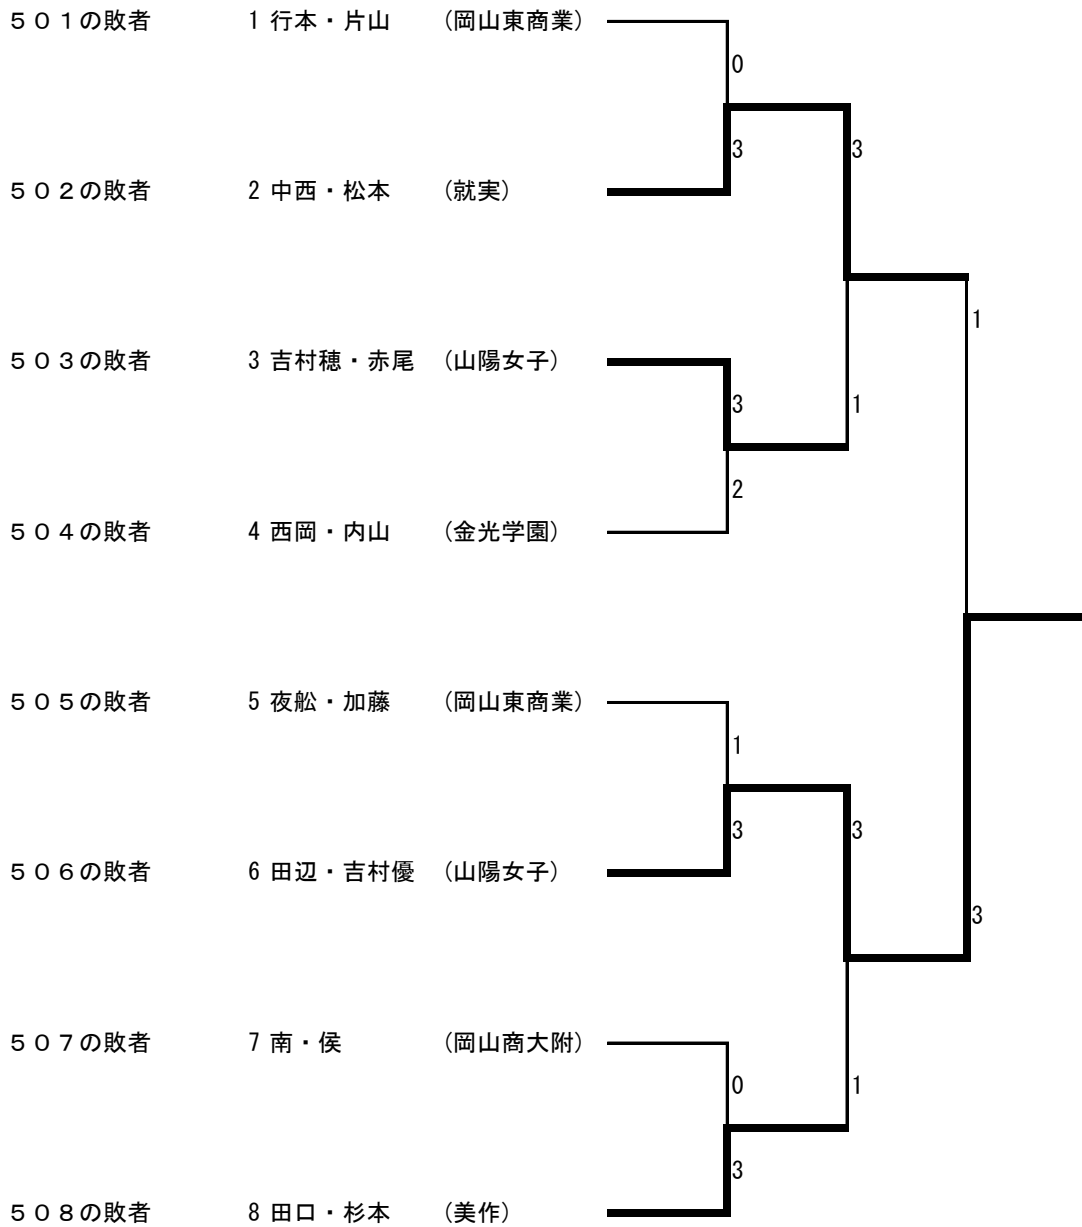 ５０１の敗者 1 行本・片山 (岡山東商業)
0
3 3
５０２の敗者 2 中西・松本 (就実)
1
５０３の敗者 3 吉村穂・赤尾 (山陽女子)
3 1
2
５０４の敗者 4 西岡・内山 (金光学園)
５０５の敗者 5 夜舩・加藤 (岡山東商業)
1
3 3
５０６の敗者 6 田辺・吉村優 (山陽女子)
3
５０７の敗者 7 南・侯 (岡山商大附)
0 1
3
５０８の敗者 8 田口・杉本 (美作)